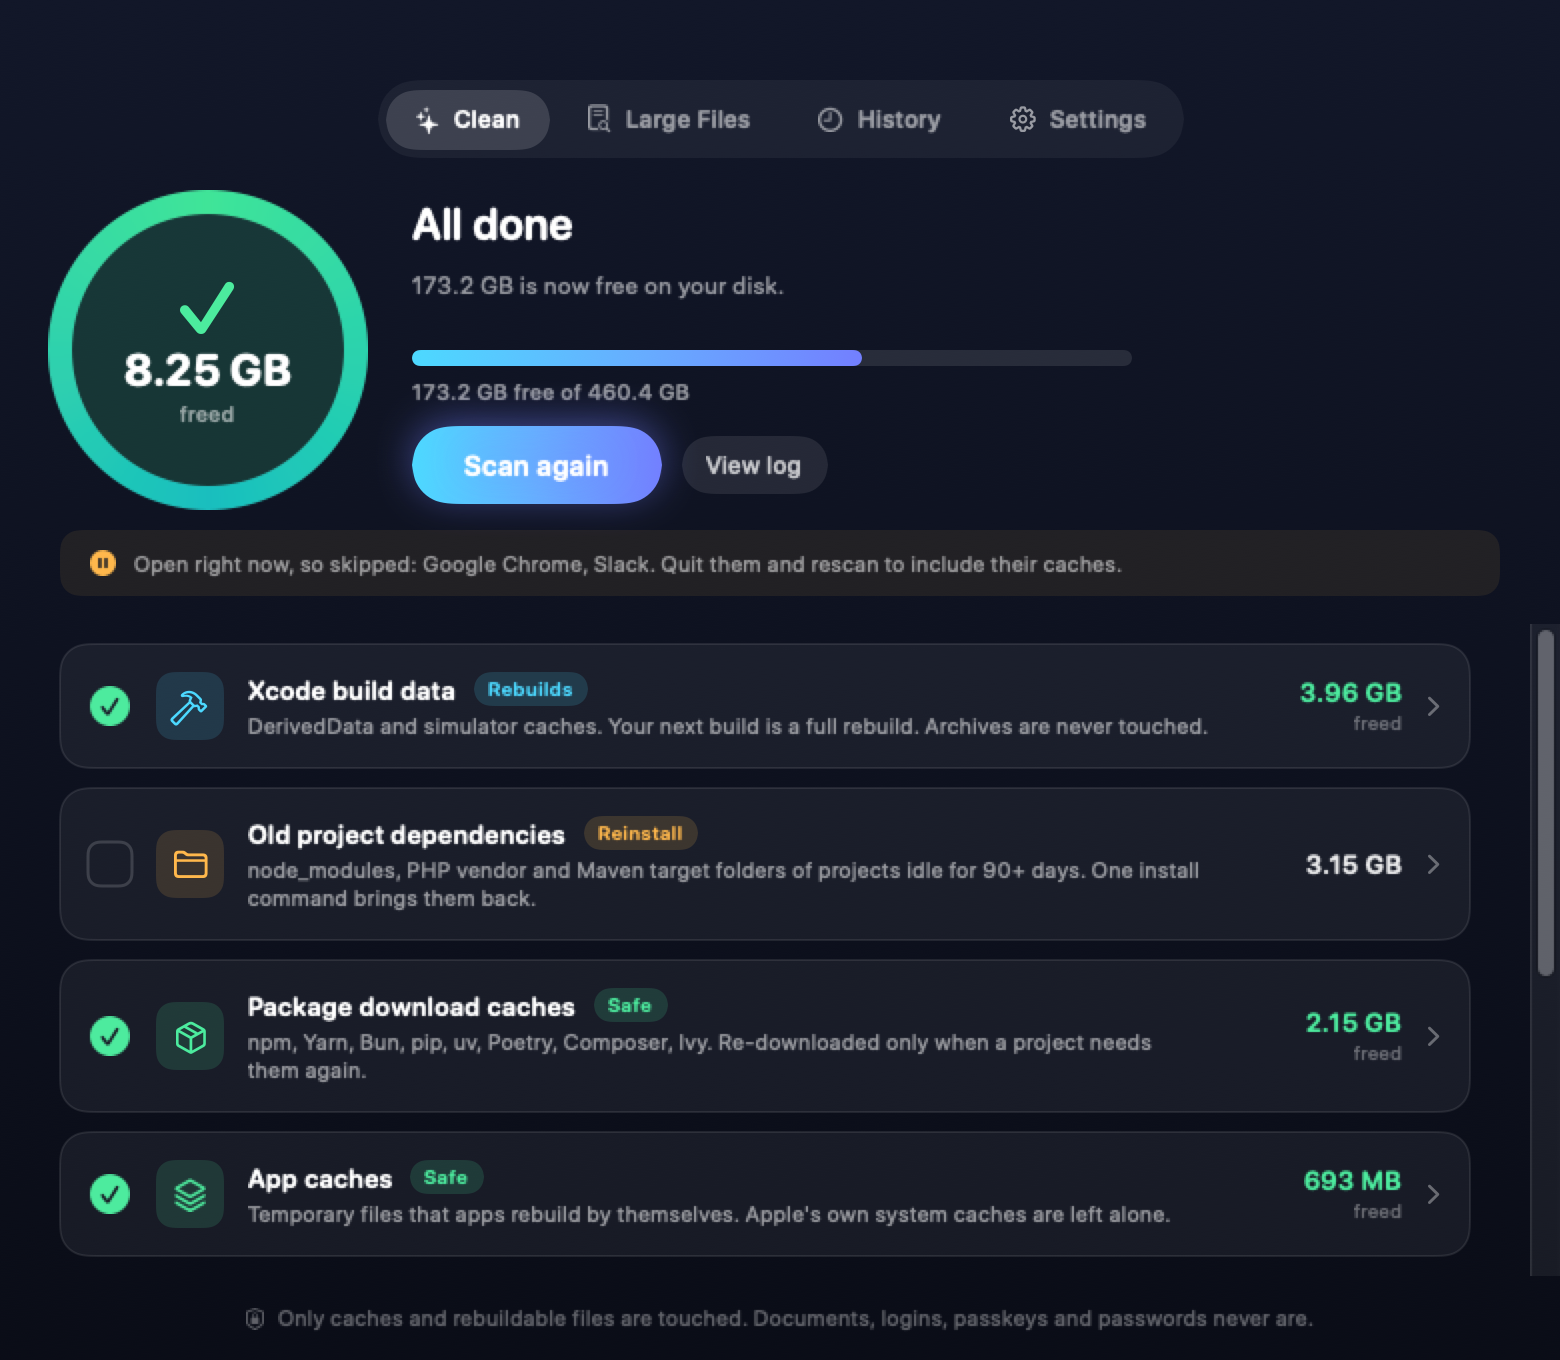 Clean
Large Files
History
Settings
All done
173.2 GB is now free on your disk.
8.25 GB
freed
173.2 GB free of 460.4 GB
Scan again
View log
Open right now, so skipped: Google Chrome, Slack. Quit them and rescan to include their caches.
Xcode build data
Rebuilds
DerivedData and simulator caches. Your next build is a full rebuild. Archives are never touched.
3.96 GB
freed
Old project dependencies
Reinstall
node_modules, PHP vendor and Maven target folders of projects idle for 90+ days. One install
command brings them back.
3.15 GB
Package download caches
Safe
npm, Yarn, Bun, pip, uv, Poetry, Composer, Ivy. Re-downloaded only when a project needs
them again.
2.15 GB
freed
App caches
Safe
Temporary files that apps rebuild by themselves. Apple's own system caches are left alone.
693 MB
freed
Only caches and rebuildable files are touched. Documents, logins, passkeys and passwords never are.